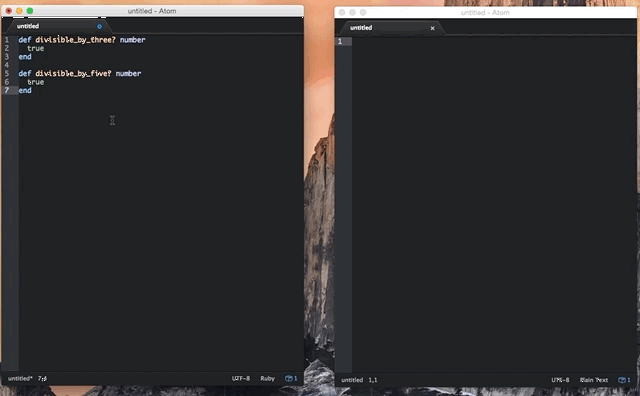 untitled - Atom
untitled
1 def divisible_by_three? number
2 true
3 end
4
5 def divisible_by_five? number
6 true
7 end
untitled* 7,4 UTF-8 Ruby 1
untitled - Atom
untitled
1
untitled 1,1 UTF-8 Plain Text 1